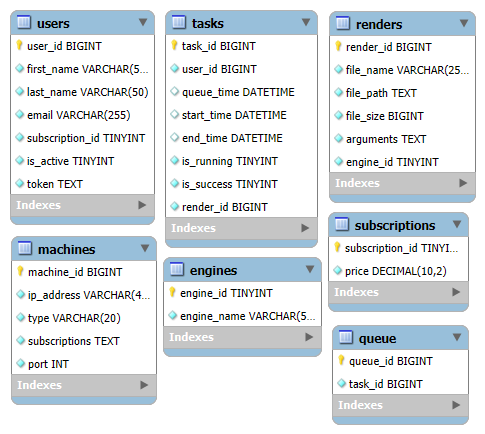 users
user_id BIGINT
first_name VARCHAR(5...
last_name VARCHAR(50)
email VARCHAR(255)
subscription_id TINYINT
is_active TINYINT
token TEXT
Indexes
tasks
task_id BIGINT
user_id BIGINT
queue_time DATETIME
start_time DATETIME
end_time DATETIME
is_running TINYINT
is_success TINYINT
render_id BIGINT
Indexes
renders
render_id BIGINT
file_name VARCHAR(25...
file_path TEXT
file_size BIGINT
arguments TEXT
engine_id TINYINT
Indexes
machines
machine_id BIGINT
ip_address VARCHAR(4...
type VARCHAR(20)
subscriptions TEXT
port INT
Indexes
engines
engine_id TINYINT
engine_name VARCHAR(5...
Indexes
subscriptions
subscription_id TINYI...
price DECIMAL(10,2)
Indexes
queue
queue_id BIGINT
task_id BIGINT
Indexes